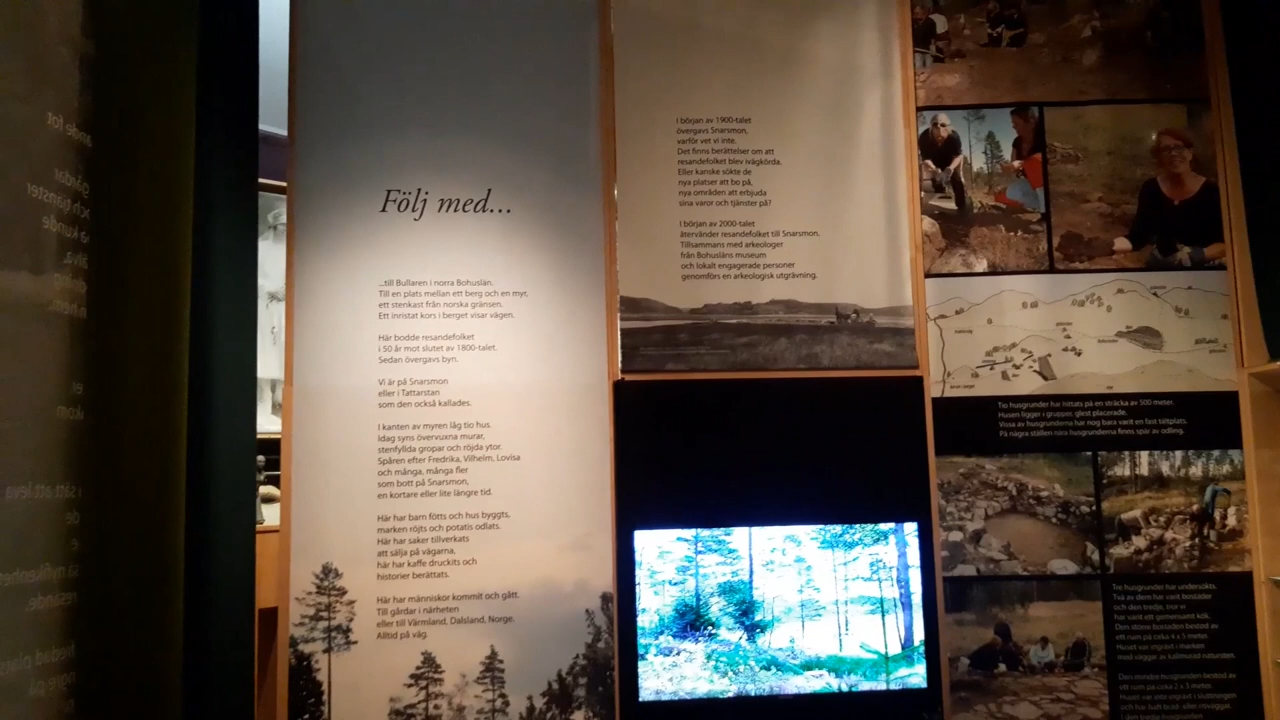 Följ med...
...till Bullaren i norra Bohuslän.
Till en plats mellan ett berg och en myr,
ett stenkast från norska gränsen.
Ett inristat kors i berget visar vägen.
Här bodde resandefolket
i 50 år mot slutet av 1800-talet.
Sedan övergavs byn.
Vi är på Snarsmon
eller i Tattarstan
som den också kallades.
I kanten av myren låg tio hus.
Idag syns övervuxna murar,
stenfyllda gropar och röjda ytor.
Spåren efter Fredrika, Vilhelm, Lovisa
och många, många fler
som bott på Snarsmon,
en kortare eller lite längre tid.
Här har barn fötts och hus byggts,
marken röjts och potatis odlats.
Här har saker tillverkats
att sälja på vägarna,
här har kaffe druckits och
historier berättats.
Här har människor kommit och gått.
Till gårdar i närheten
eller till Värmland, Dalsland, Norge.
Alltid på väg.
I början av 1900-talet
övergavs Snarsmon,
varför vet vi inte.
Det finns berättelser om att
resandefolket blev ivägkörda.
Eller kanske sökte de
nya platser att bo på,
nya områden att erbjuda
sina varor och tjänster på?
I början av 2000-talet
återvänder resandefolket till Snarsmon.
Tillsammans med arkeologer
från Bohusläns museum
och lokalt engagerade personer
genomförs en arkeologisk utgrävning.
Tio husgrunder har hittats på en sträcka av 500 meter.
Husen ligger i grupper, glest placerade.
Vissa av husgrunderna har nog bara varit en fast tältplats.
På några ställen nära husgrunderna finns spår av odling.
Tre husgrunder har undersökts.
Två av dem har varit bostäder
och den tredje, tror vi
har varit ett gemensamt kök.
Den större bostaden bestod av
ett rum på cirka 4 x 5 meter.
Huset var ingrävt i marken
med väggar av kallmurad natursten.
Den mindre husgrunden bestod av
ett rum på cirka 2 x 3 meter.
Huset var inte ingrävt i sluttningen
och har haft bräd- eller risväggar.